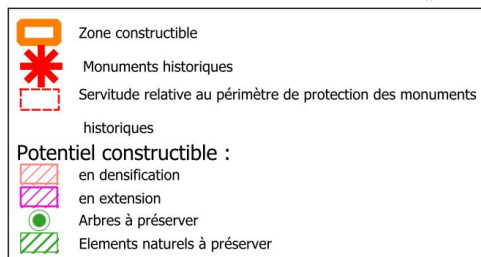 Zone constructible
Monuments historiques
Servitude relative au périmètre de protection des monuments
historiques
Potentiel constructible :
en densification
en extension
Arbres à préserver
Elements naturels à préserver